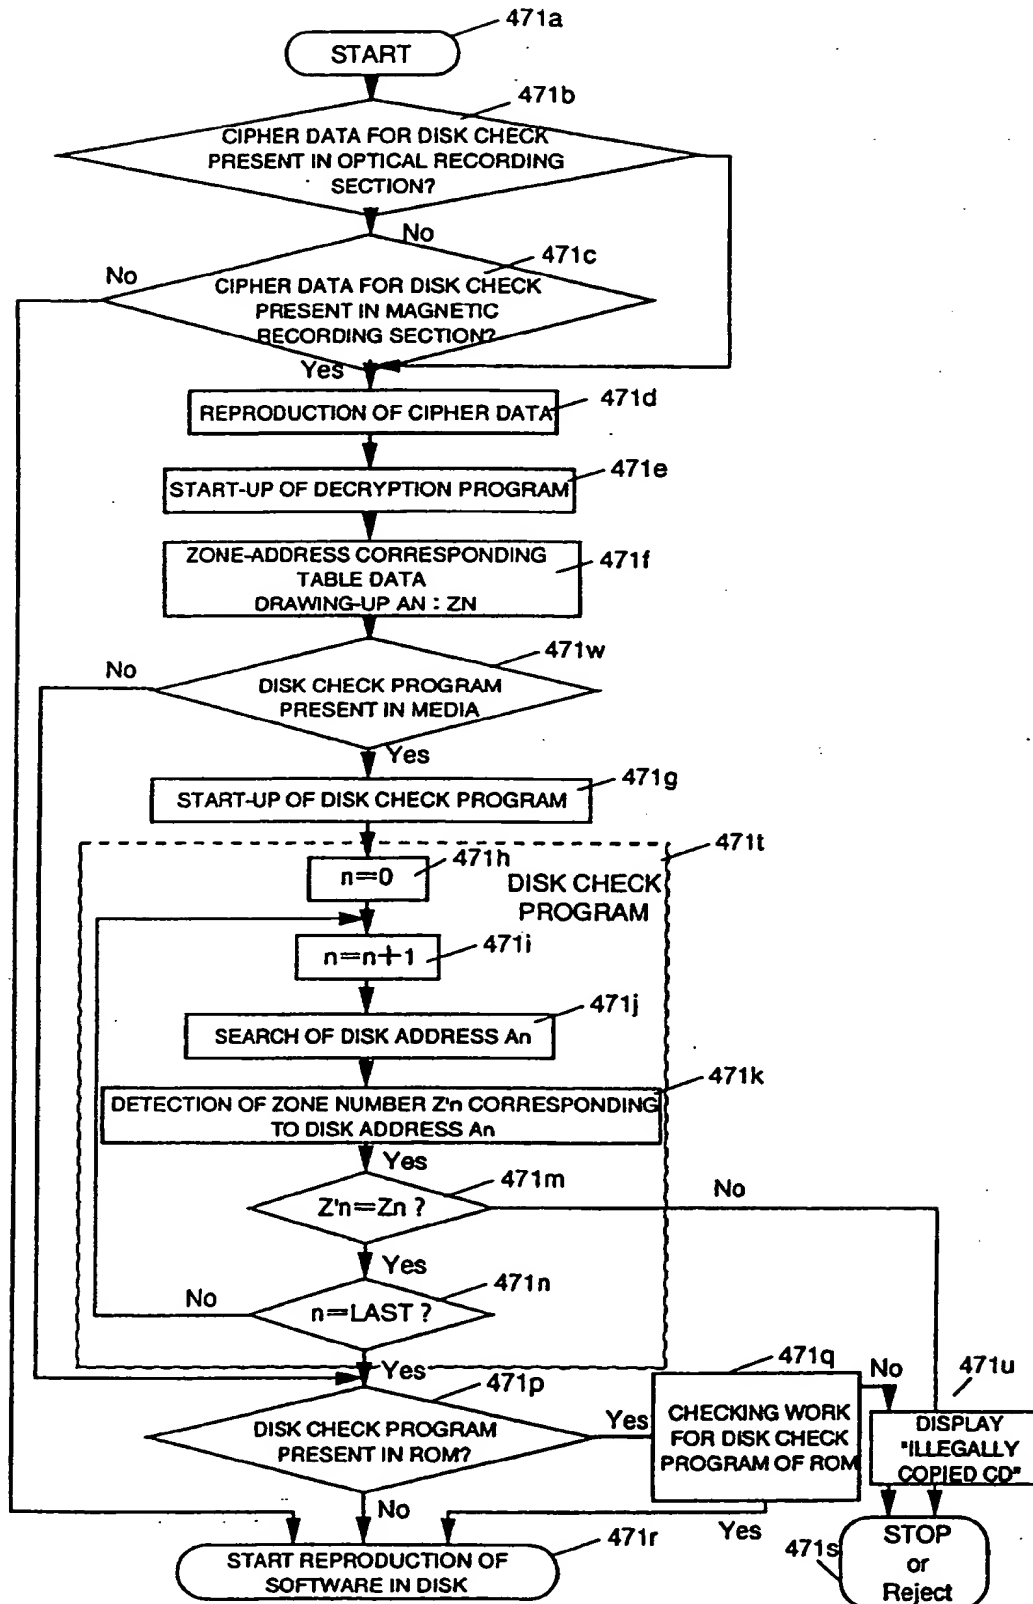 471a
START
471b
CIPHER DATA FOR DISK CHECK
PRESENT IN OPTICAL RECORDING
SECTION?
No
471c
No
CIPHER DATA FOR DISK CHECK
PRESENT IN MAGNETIC
RECORDING SECTION?
Yes
471d
REPRODUCTION OF CIPHER DATA
471e
START-UP OF DECRYPTION PROGRAM
471f
ZONE-ADDRESS CORRESPONDING
TABLE DATA
DRAWING-UP AN : ZN
471w
No
DISK CHECK PROGRAM
PRESENT IN MEDIA
Yes
471g
START-UP OF DISK CHECK PROGRAM
471t
471h
n=0
DISK CHECK
PROGRAM
471i
n=n+1
471j
SEARCH OF DISK ADDRESS An
471k
DETECTION OF ZONE NUMBER Z'n CORRESPONDING
TO DISK ADDRESS An
Yes
471m
No
Z'n=Zn ?
Yes
471n
No
n=LAST ?
Yes
471p
471q
No
471u
DISK CHECK PROGRAM
PRESENT IN ROM?
Yes
CHECKING WORK
FOR DISK CHECK
PROGRAM OF ROM
DISPLAY
"ILLEGALLY
COPIED CD"
No
Yes
471r
START REPRODUCTION OF
SOFTWARE IN DISK
471s
STOP
or
Reject